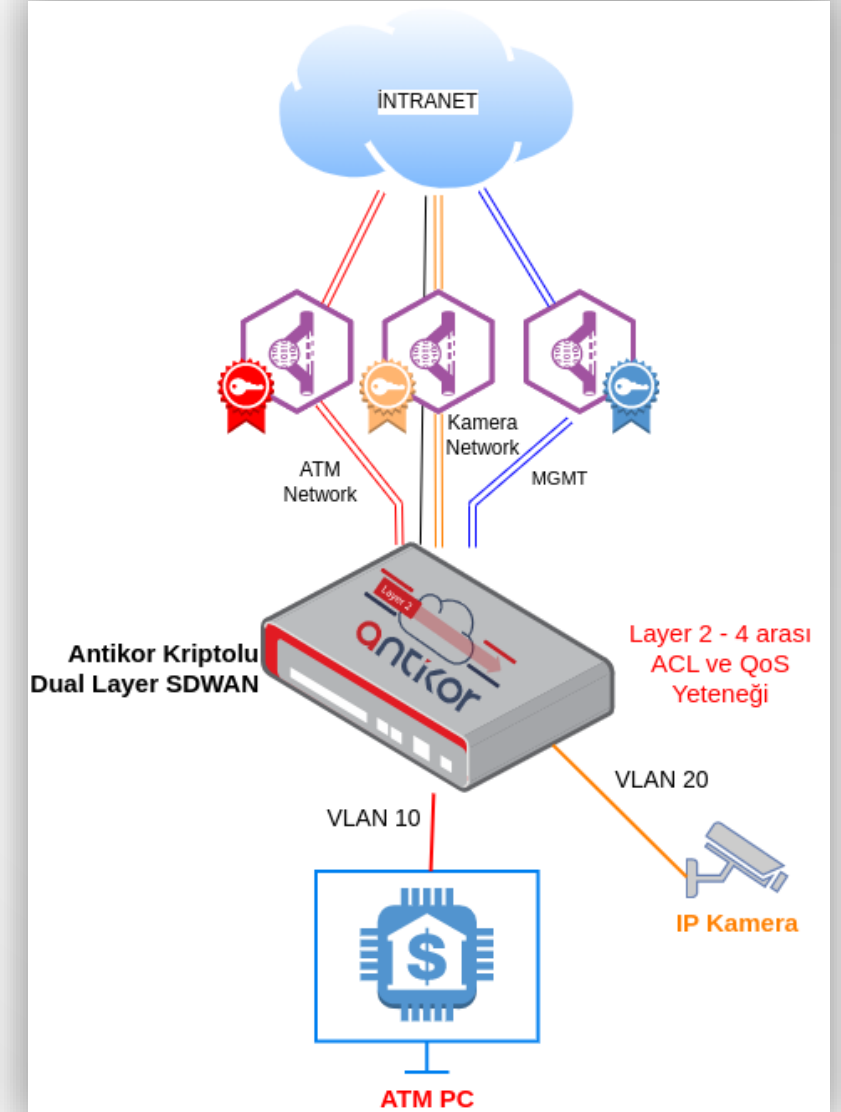 İNTRANET
Kamera
Network
ATM
Network
MGMT
Layer 2
antikor
Antikor Kriptolu
Dual Layer SDWAN
Layer 2 - 4 arası
ACL ve QoS
Yeteneği
VLAN 20
VLAN 10
$
IP Kamera
ATM PC